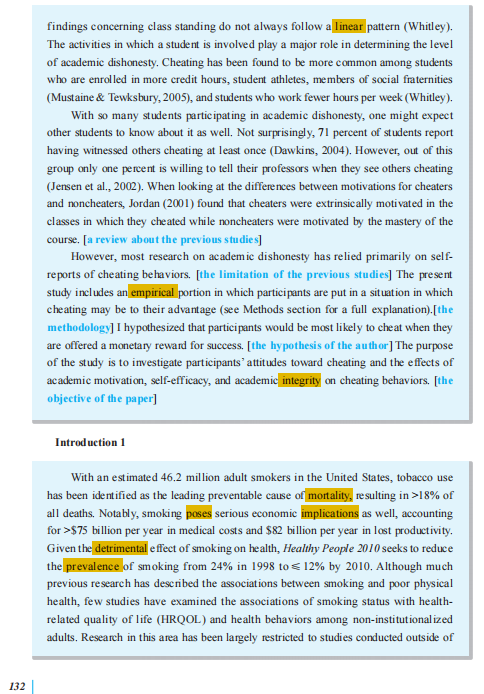 findings concerning class standing do not always follow a linear pattern (Whitley).
The activities in which a student is involved play a major role in determining the level
of academic dishonesty. Cheating has been found to be more common among students
who are enrolled in more credit hours, student athletes, members of social fraternities
(Mustaine & Tewksbury, 2005), and students who work fewer hours per week (Whitley).
With so many students participating in academic dishonesty, one might expect
other students to know about it as well. Not surprisingly, 71 percent of students report
having witnessed others cheating at least once (Dawkins, 2004). However, out of this
group only one percent is willing to tell their professors when they see others cheating
(Jensen et al., 2002). When looking at the differences between motivations for cheaters
and noncheaters, Jordan (2001) found that cheaters were extrinsically motivated in the
classes in which they cheated while noncheaters were motivated by the mastery of the
course. [a review about the previous studies]
However, most research on academic dishonesty has relied primarily on self-
reports of cheating behaviors. [the limitation of the previous studies] The present
study includes an empirical portion in which participants are put in a situation in which
cheating may be to their advantage (see Methods section for a full explanation).[the
methodology] I hypothesized that participants would be most likely to cheat when they
are offered a monetary reward for success. [the hypothesis of the author] The purpose
of the study is to investigate participants' attitudes toward cheating and the effects of
academic motivation, self-efficacy, and academic integrity on cheating behaviors. [the
objective of the paper]
Introduction 1
With an estimated 46.2 million adult smokers in the United States, tobacco use
has been identified as the leading preventable cause of mortality, resulting in >18% of
all deaths. Notably, smoking poses serious economic implications as well, accounting
for >$75 billion per year in medical costs and $82 billion per year in lost productivity.
Given the detrimental effect of smoking on health, Healthy People 2010 seeks to reduce
the prevalence of smoking from 24% in 1998 to ⩽ 12% by 2010. Although much
previous research has described the associations between smoking and poor physical
health, few studies have examined the associations of smoking status with health-
related quality of life (HRQOL) and health behaviors among non-institutionalized
adults. Research in this area has been largely restricted to studies conducted outside of
132